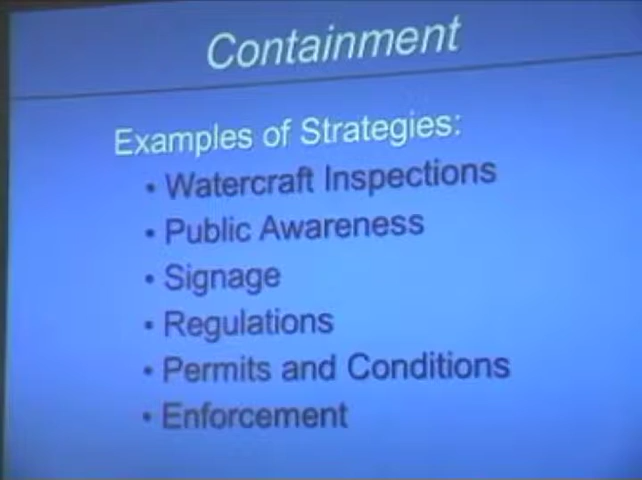 Containment
Examples of Strategies:
• Watercraft Inspections
• Public Awareness
• Signage
• Regulations
• Permits and Conditions
• Enforcement